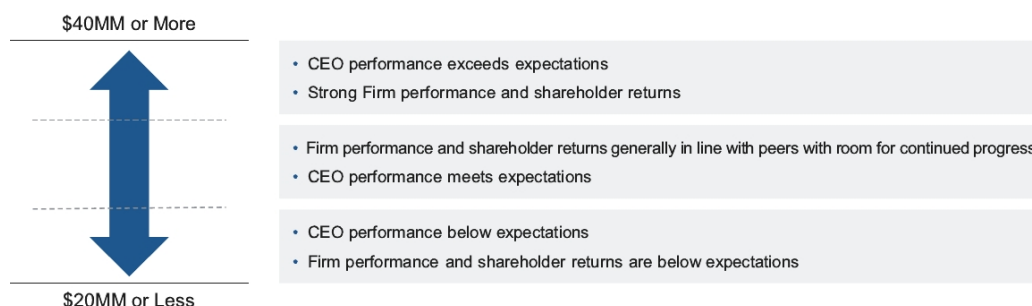 $40MM or More
• CEO performance exceeds expectations
• Strong Firm performance and shareholder returns
• Firm performance and shareholder returns generally in line with peers with room for continued progress
• CEO performance meets expectations
• CEO performance below expectations
• Firm performance and shareholder returns are below expectations
$20MM or Less